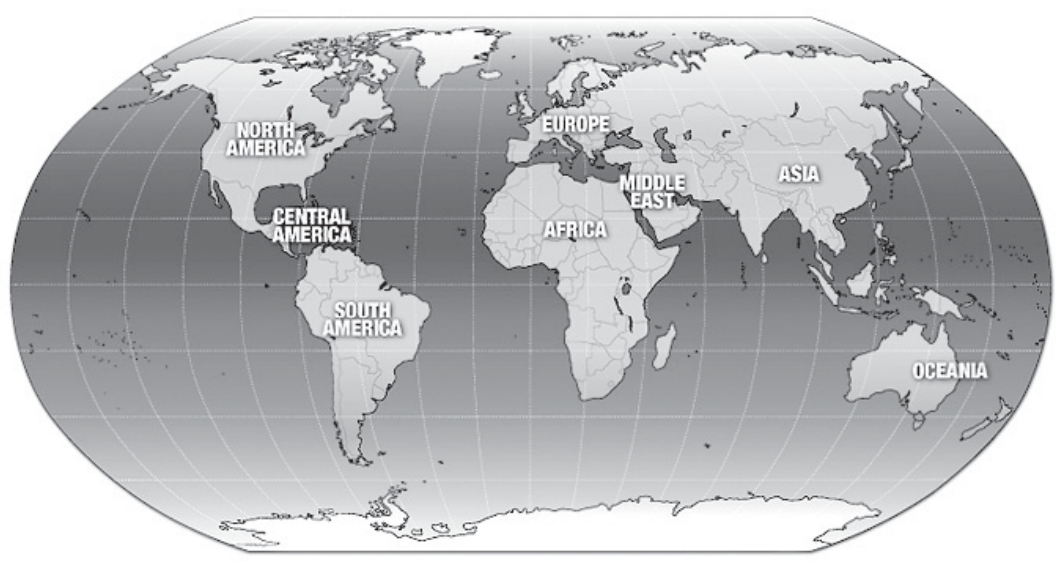 NORTH
AMERICA
CENTRAL
AMERICA
SOUTH
AMERICA
EUROPE
MIDDLE
EAST
AFRICA
ASIA
OCEANIA